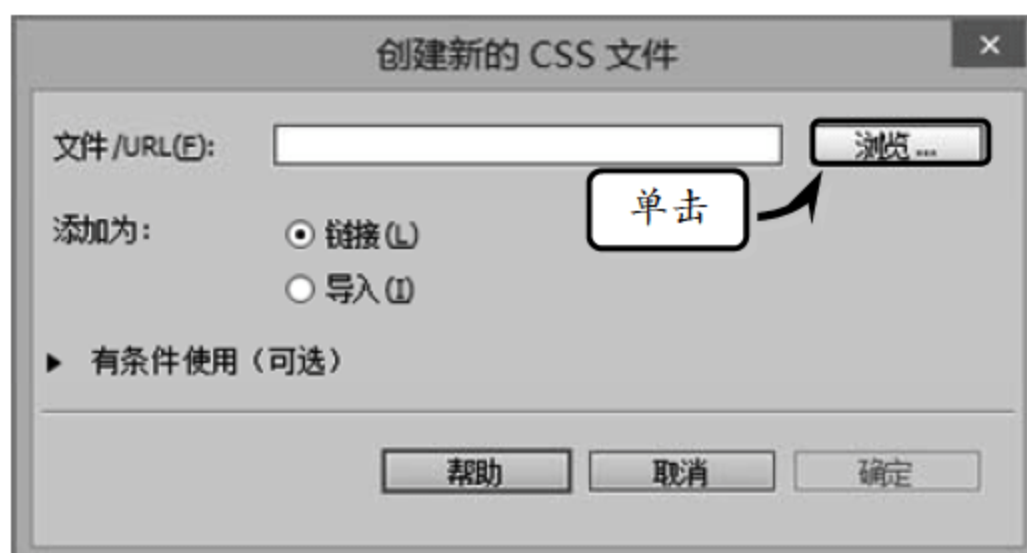 创建新的 CSS 文件
文件/URL(F):
浏览...
单击
添加为:
链接(L)
导入(I)
有条件使用（可选）
帮助 取消 确定